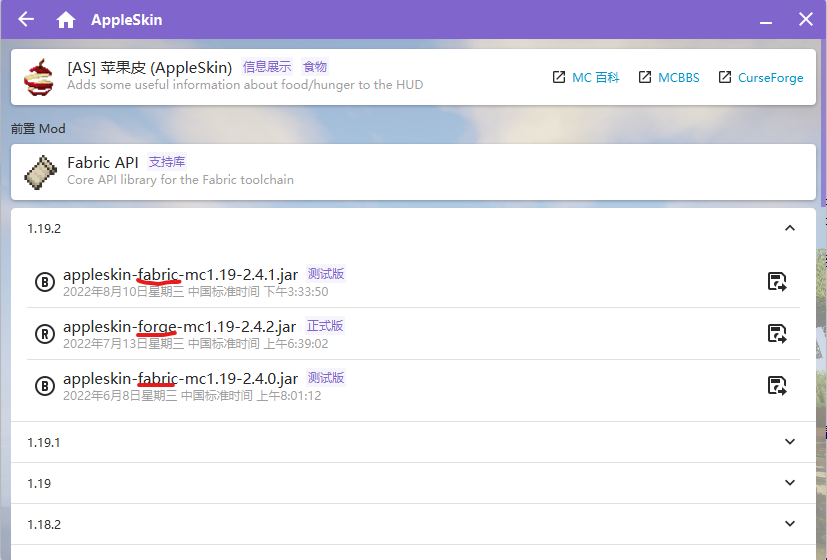 AppleSkin
[AS] 苹果皮 (AppleSkin) 信息展示 食物
Adds some useful information about food/hunger to the HUD
MC 百科 MCBBS CurseForge
前置 Mod
Fabric API 支持库
Core API library for the Fabric toolchain
1.19.2
B appleskin-fabric-mc1.19-2.4.1.jar 测试版
2022年8月10日星期三 中国标准时间 下午3:33:50
R appleskin-forge-mc1.19-2.4.2.jar 正式版
2022年7月13日星期三 中国标准时间 上午6:39:02
B appleskin-fabric-mc1.19-2.4.0.jar 测试版
2022年6月8日星期三 中国标准时间 上午8:01:12
1.19.1
1.19
1.18.2